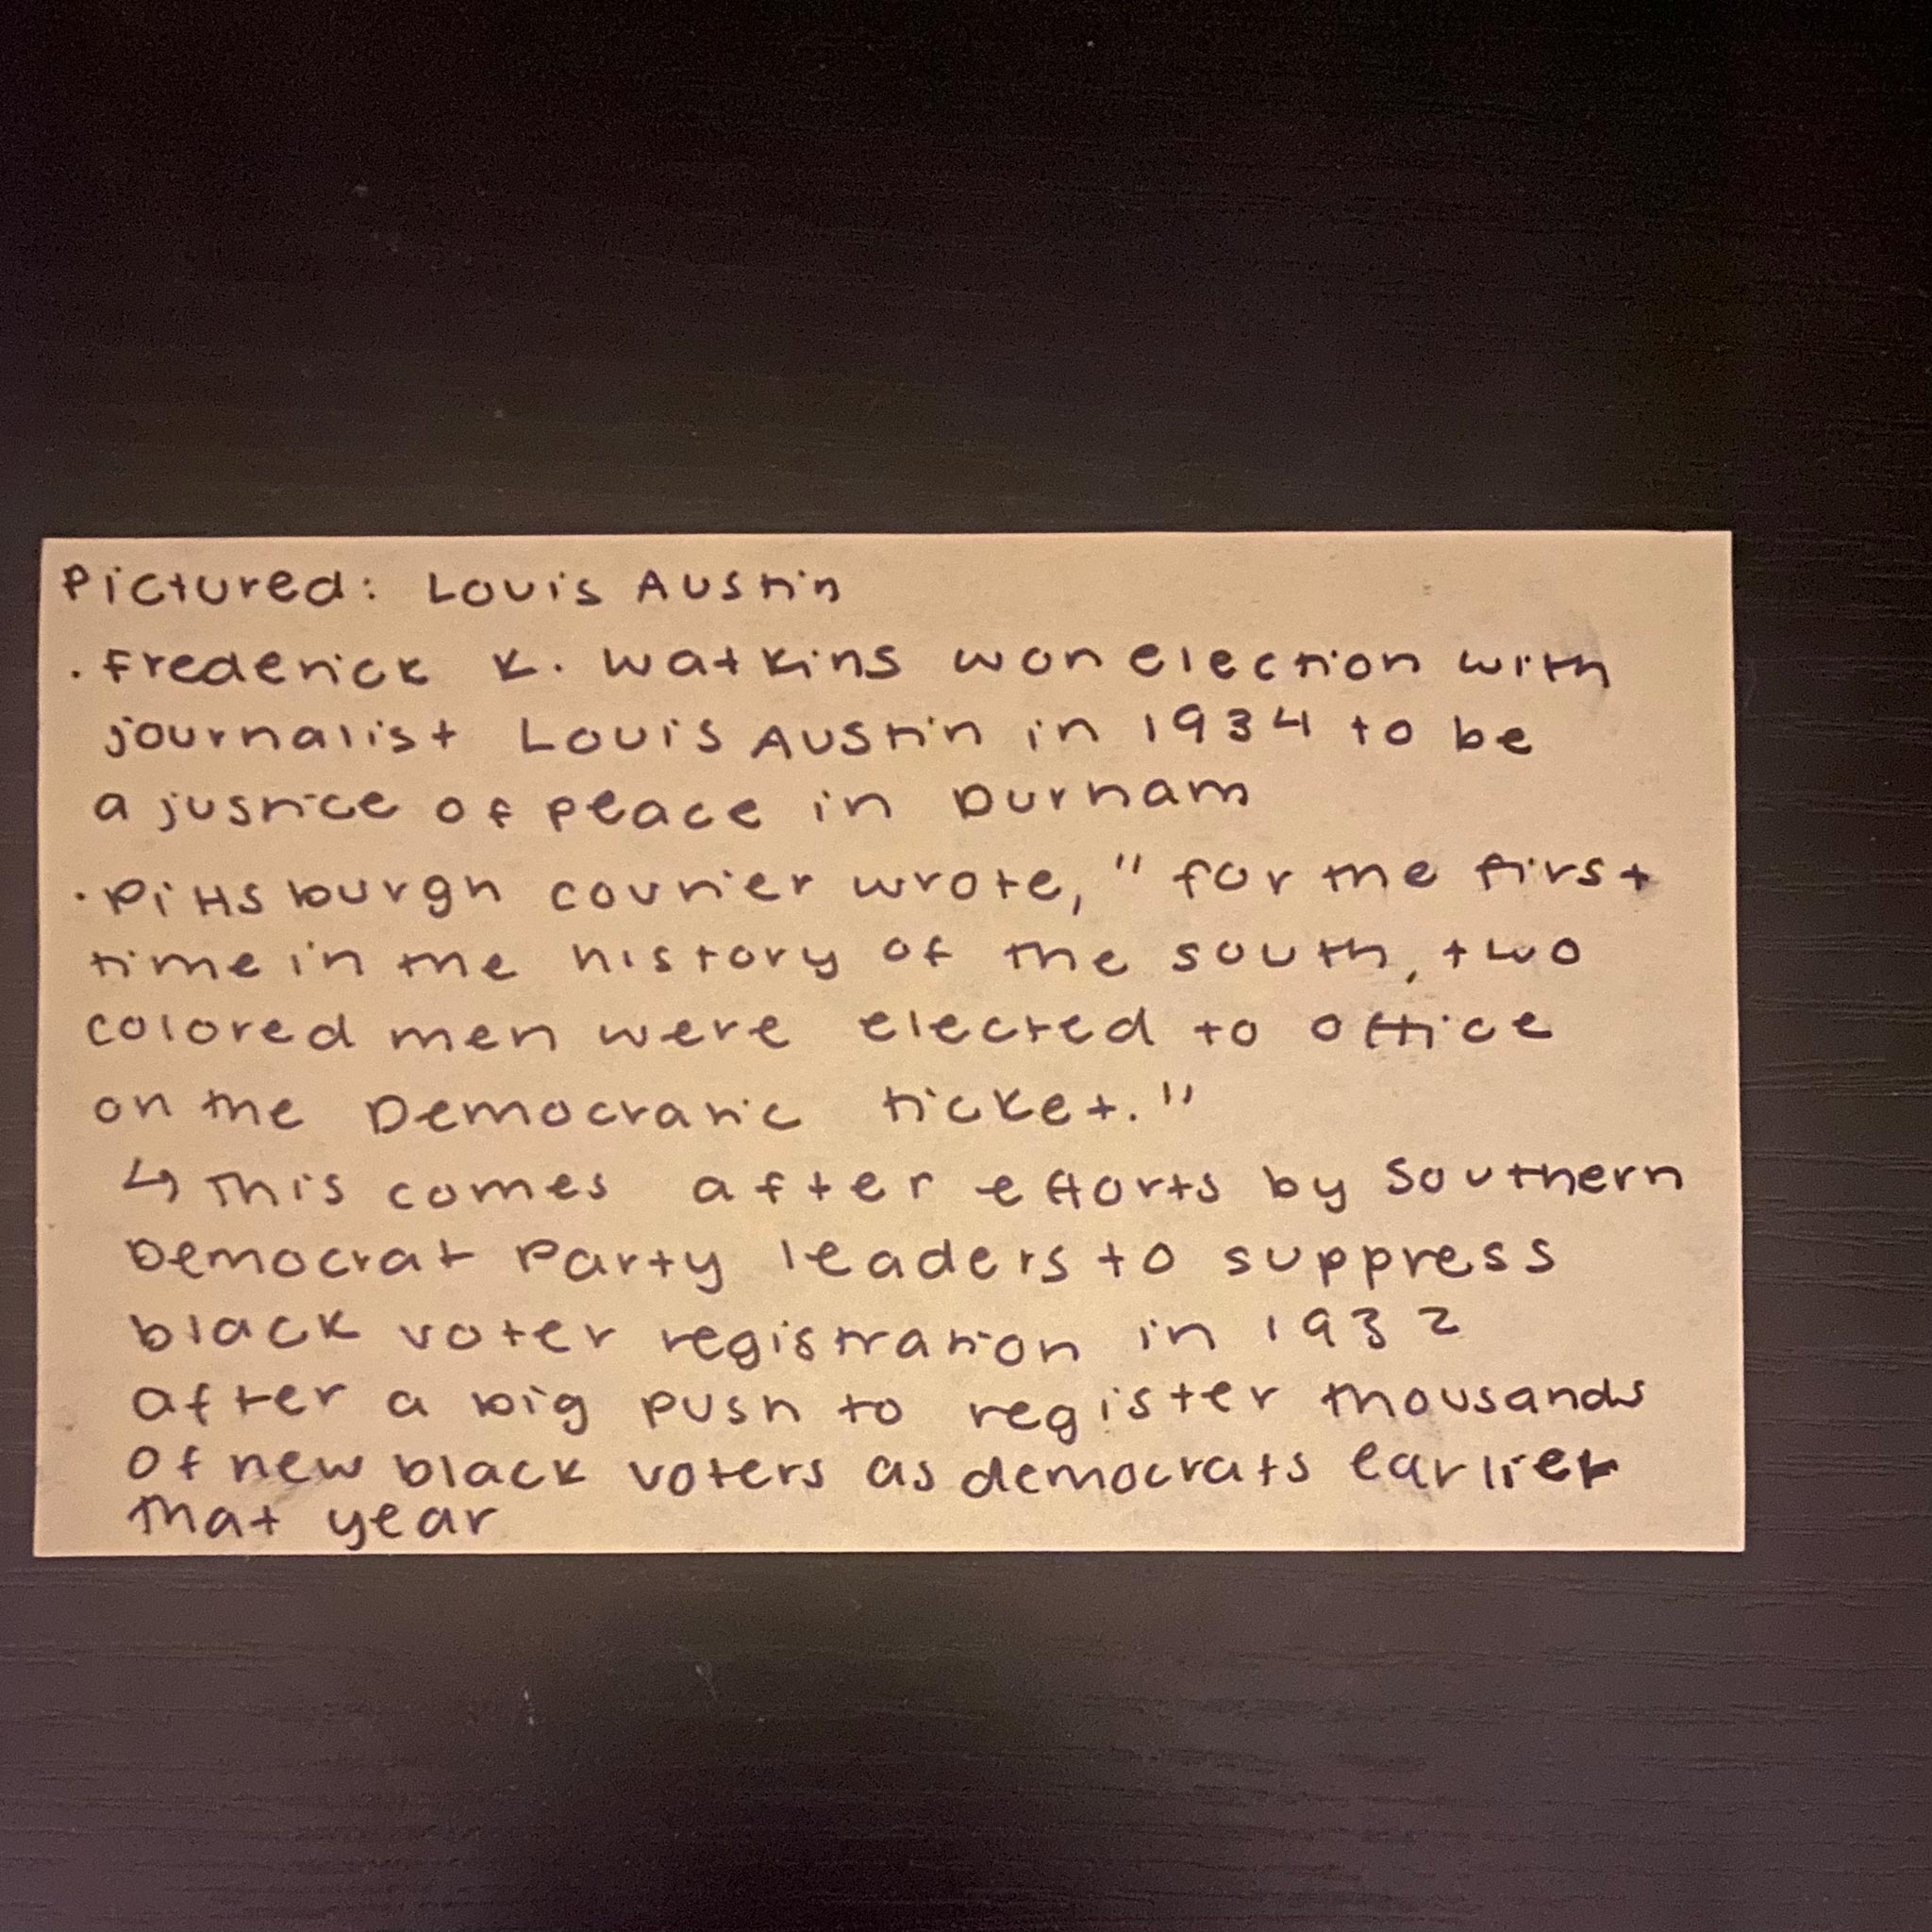 Pictured: Louis Austin
· Frederick K. Watkins won election with
journalist Louis Austin in 1934 to be
a justice of peace in Durham
· Pittsburgh courier wrote, "for the first
time in the history of the south, two
colored men were elected to office
on the Democratic ticket."
↳ This comes after efforts by Southern
Democrat Party leaders to suppress
black voter registration in 1932
after a big push to register thousands
of new black voters as democrats earlier
that year